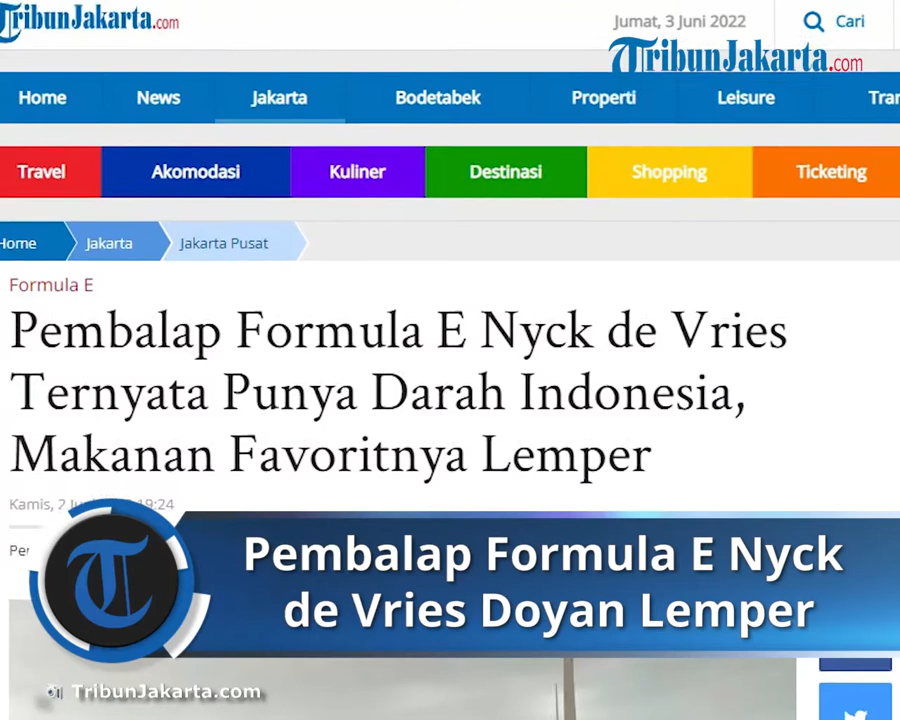 TribunJakarta.com
Jumat, 3 Juni 2022
Cari
TribunJakarta.com
Home News Jakarta Bodetabek Properti Leisure
Travel Akomodasi Kuliner Destinasi Shopping Ticketing
Home Jakarta Jakarta Pusat
Formula E
Pembalap Formula E Nyck de Vries
Ternyata Punya Darah Indonesia,
Makanan Favoritnya Lemper
Kamis, 2 19:24
Pembalap Formula E Nyck
de Vries Doyan Lemper
T
TribunJakarta.com